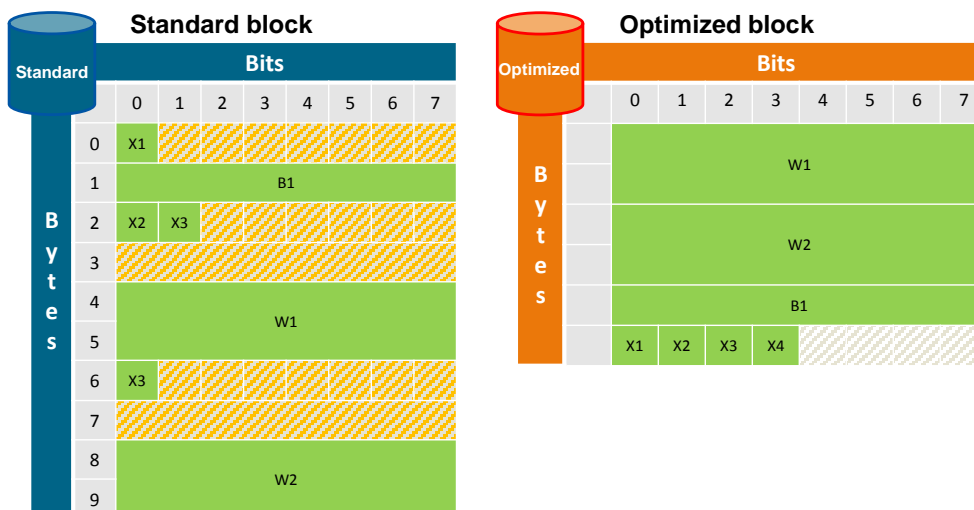 Standard block
Standard
Bits
0 1 2 3 4 5 6 7
Bytes
0 X1
1 B1
2 X2 X3
3
4
W1
5
6 X3
7
8
W2
9
Optimized block
Optimized
Bits
0 1 2 3 4 5 6 7
Bytes
W1
W2
B1
X1 X2 X3 X4